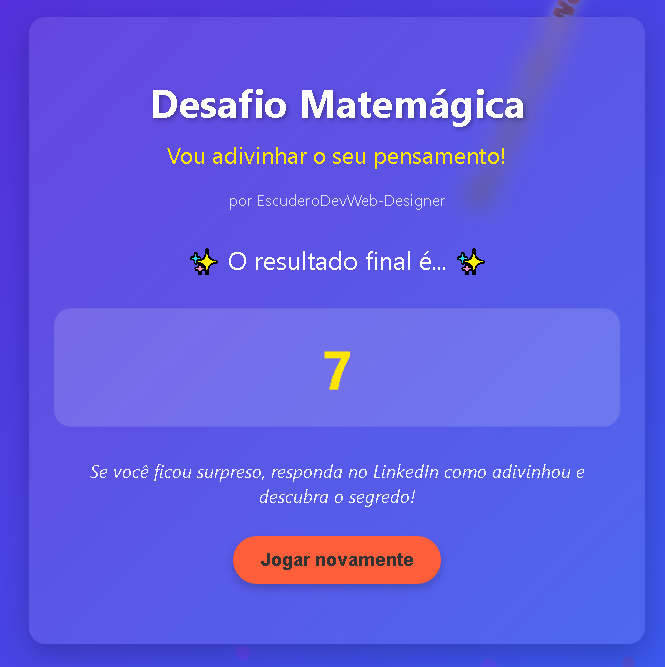 Desafio Matemágica
Vou adivinhar o seu pensamento!
por EscuderoDevWeb-Designer
✨ O resultado final é... ✨
7
Se você ficou surpreso, responda no LinkedIn como adivinhou e
descubra o segredo!
Jogar novamente